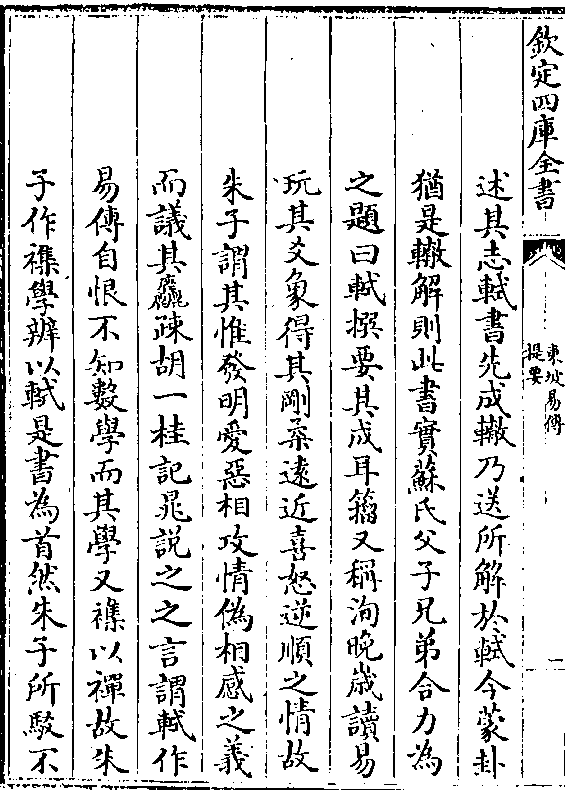 欽定四庫全書
東坡易傳
提要
一
述其志軾書先成轍乃送所解於軾今蒙卦
猶是轍解則此書實蘇氏父子兄弟合力為
之題曰軾撰要其成耳籀又稱洵晩歲讀易
玩其爻象得其剛柔逺近喜怒逆順之情故
朱子謂其惟發明愛惡相攻情偽相感之義
而議其麤疎胡一桂記晁説之之言謂軾作
易傳自恨不知數學而其學又襍以禪故朱
子作襍學辨以軾是書為首然朱子所駁不